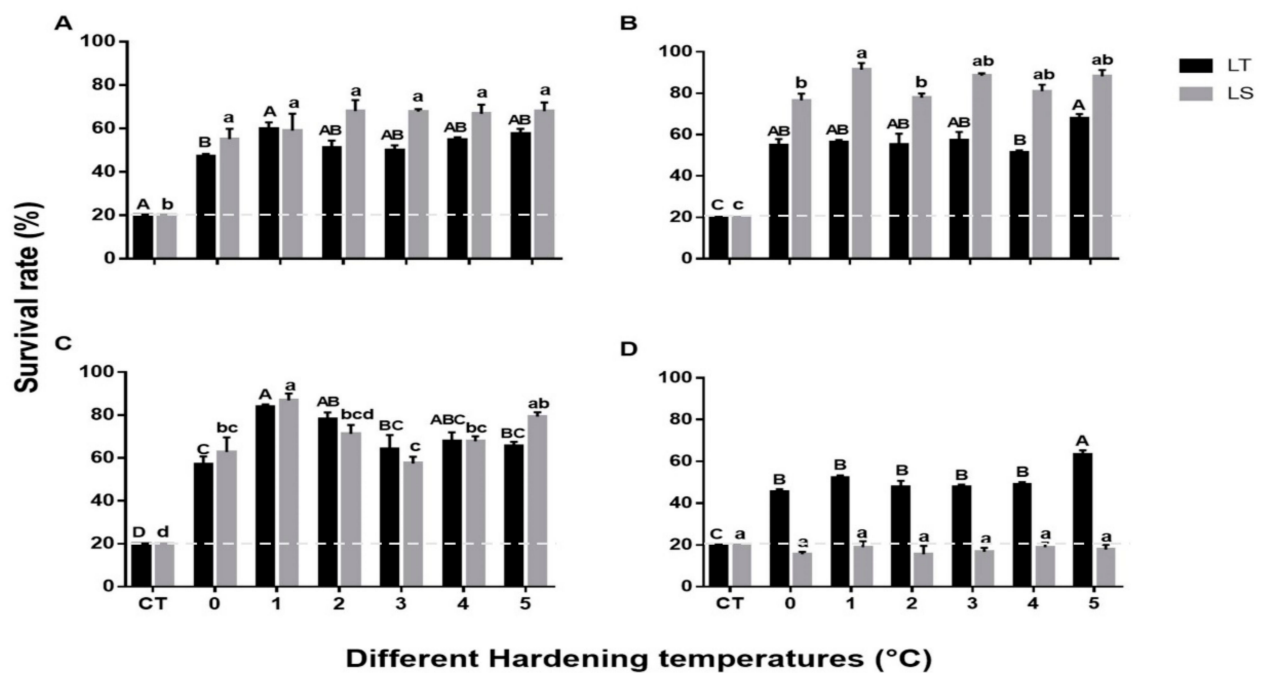 A
100
80
60
40
20
0
A b
B a
A a
AB a
AB a
AB a
AB a
B
100
80
60
40
20
0
C c
AB b
AB a
AB b
AB ab
B ab
A ab
LT
LS
Survival rate (%)
C
100
80
60
40
20
0
D d
C bc
A a
AB bcd
BC c
ABC bc
BC ab
CT 0 1 2 3 4 5
D
100
80
60
40
20
0
C a
B a
B a
B a
B a
B a
A a
CT 0 1 2 3 4 5
Different Hardening temperatures (°C)